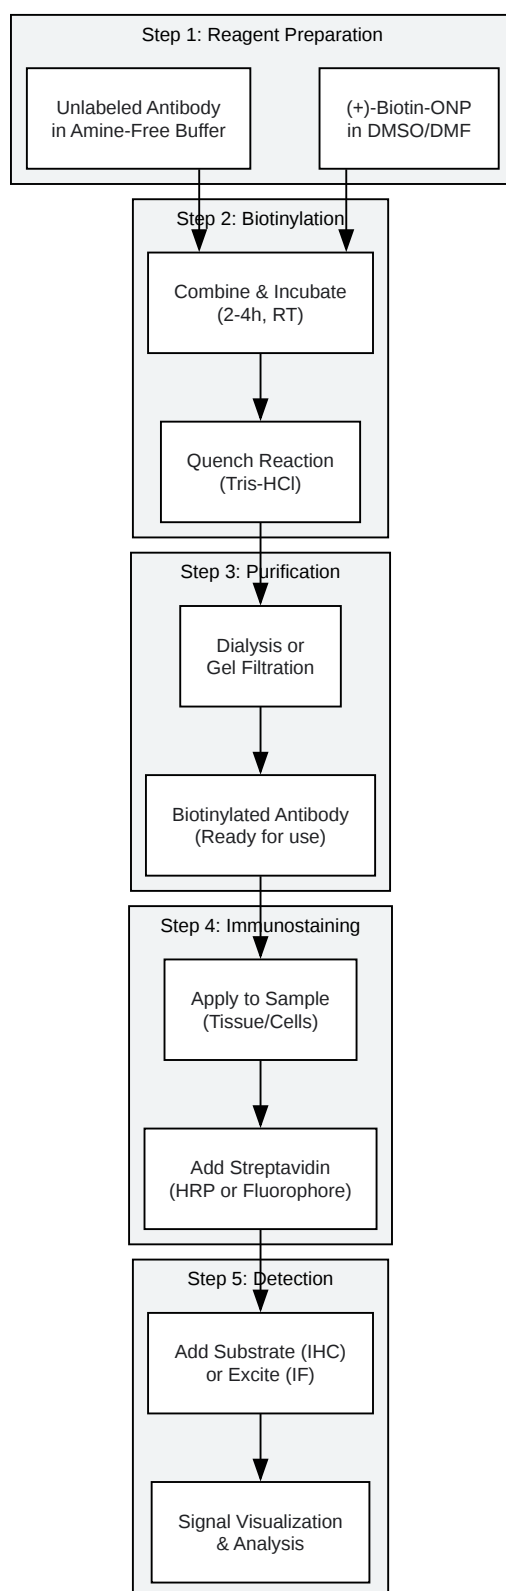 Step 1: Reagent Preparation
Unlabeled Antibody
in Amine-Free Buffer
(+)-Biotin-ONP
in DMSO/DMF
Step 2: Biotinylation
Combine & Incubate
(2-4h, RT)
Quench Reaction
(Tris-HCl)
Step 3: Purification
Dialysis or
Gel Filtration
Biotinylated Antibody
(Ready for use)
Step 4: Immunostaining
Apply to Sample
(Tissue/Cells)
Add Streptavidin
(HRP or Fluorophore)
Step 5: Detection
Add Substrate (IHC)
or Excite (IF)
Signal Visualization
& Analysis